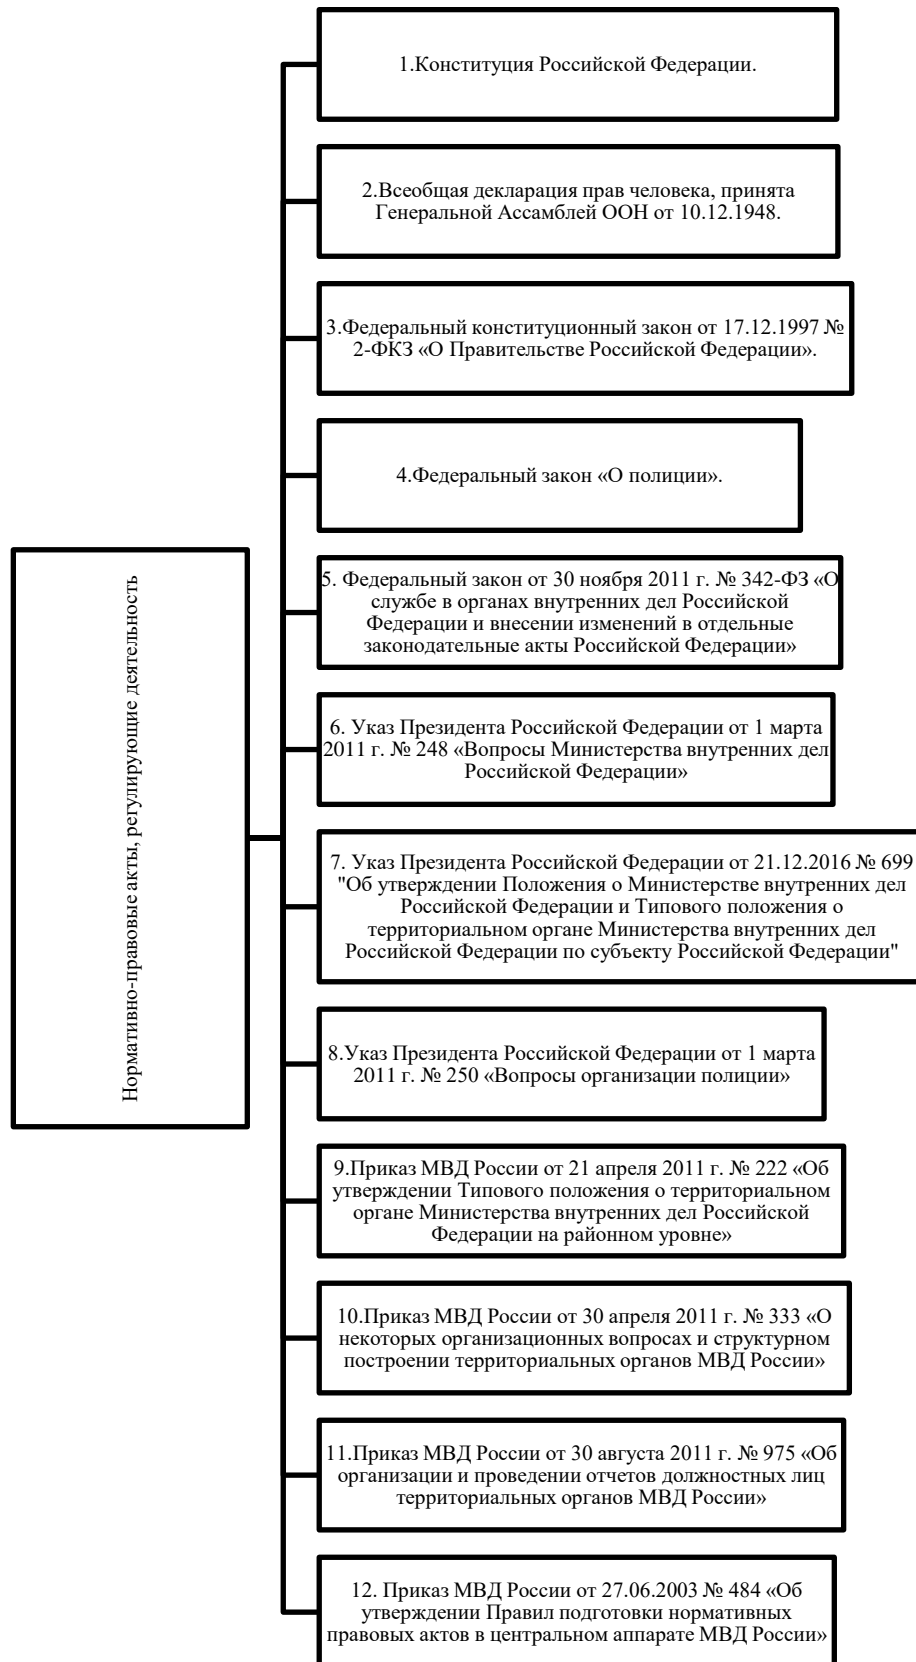 Нормативно-правовые акты, регулирующие деятельность
1.Конституция Российской Федерации.
2.Всеобщая декларация прав человека, принята
Генеральной Ассамблей ООН от 10.12.1948.
3.Федеральный конституционный закон от 17.12.1997 №
2-ФКЗ «О Правительстве Российской Федерации».
4.Федеральный закон «О полиции».
5. Федеральный закон от 30 ноября 2011 г. № 342-ФЗ «О
службе в органах внутренних дел Российской
Федерации и внесении изменений в отдельные
законодательные акты Российской Федерации»
6. Указ Президента Российской Федерации от 1 марта
2011 г. № 248 «Вопросы Министерства внутренних дел
Российской Федерации»
7. Указ Президента Российской Федерации от 21.12.2016 № 699
"Об утверждении Положения о Министерстве внутренних дел
Российской Федерации и Типового положения о
территориальном органе Министерства внутренних дел
Российской Федерации по субъекту Российской Федерации"
8.Указ Президента Российской Федерации от 1 марта
2011 г. № 250 «Вопросы организации полиции»
9.Приказ МВД России от 21 апреля 2011 г. № 222 «Об
утверждении Типового положения о территориальном
органе Министерства внутренних дел Российской
Федерации на районном уровне»
10.Приказ МВД России от 30 апреля 2011 г. № 333 «О
некоторых организационных вопросах и структурном
построении территориальных органов МВД России»
11.Приказ МВД России от 30 августа 2011 г. № 975 «Об
организации и проведении отчетов должностных лиц
территориальных органов МВД России»
12. Приказ МВД России от 27.06.2003 № 484 «Об
утверждении Правил подготовки нормативных
правовых актов в центральном аппарате МВД России»